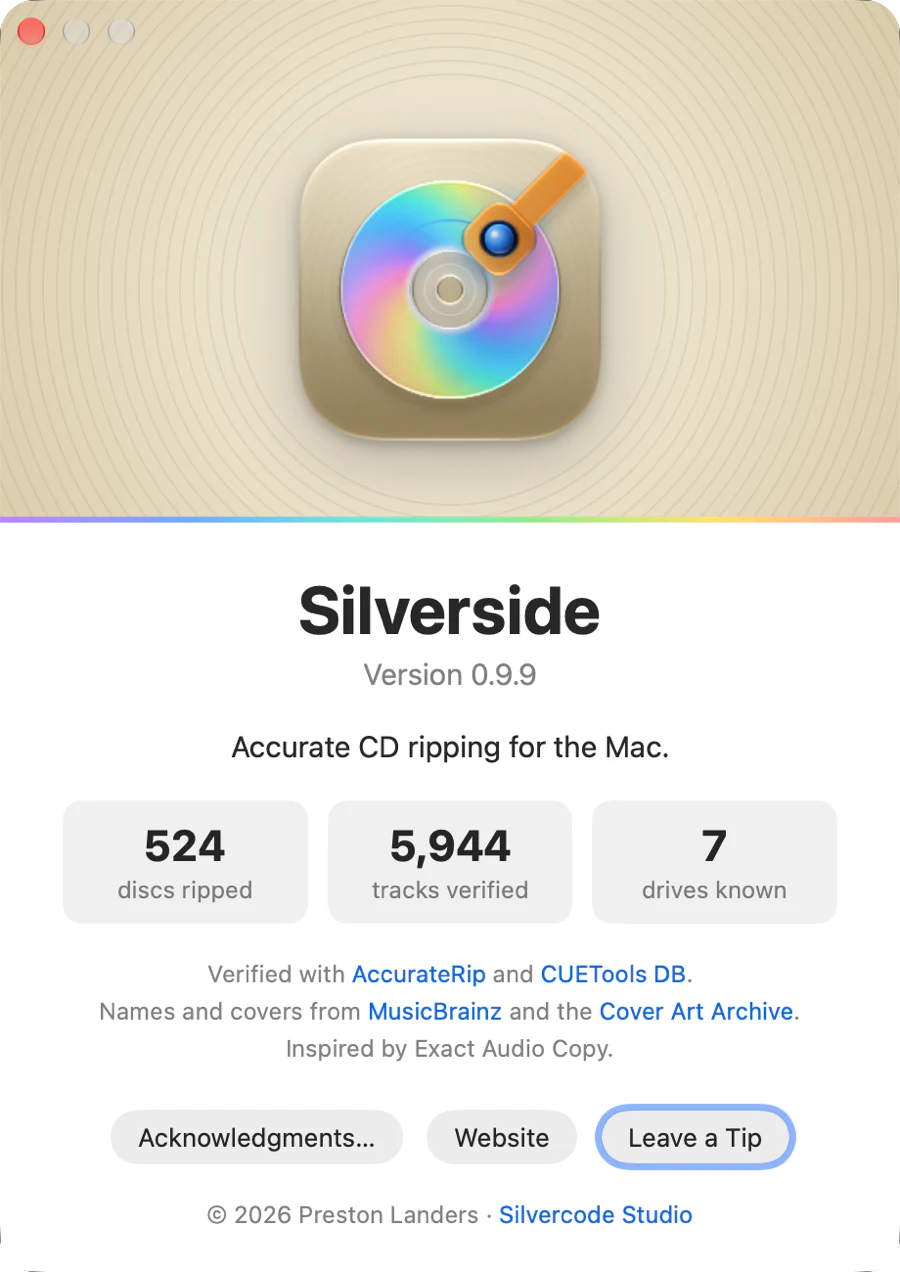 Silverside
Version 0.9.9
Accurate CD ripping for the Mac.
524
discs ripped
5,944
tracks verified
7
drives known
Verified with AccurateRip and CUETools DB.
Names and covers from MusicBrainz and the Cover Art Archive.
Inspired by Exact Audio Copy.
Acknowledgments...
Website
Leave a Tip
© 2026 Preston Landers · Silvercode Studio